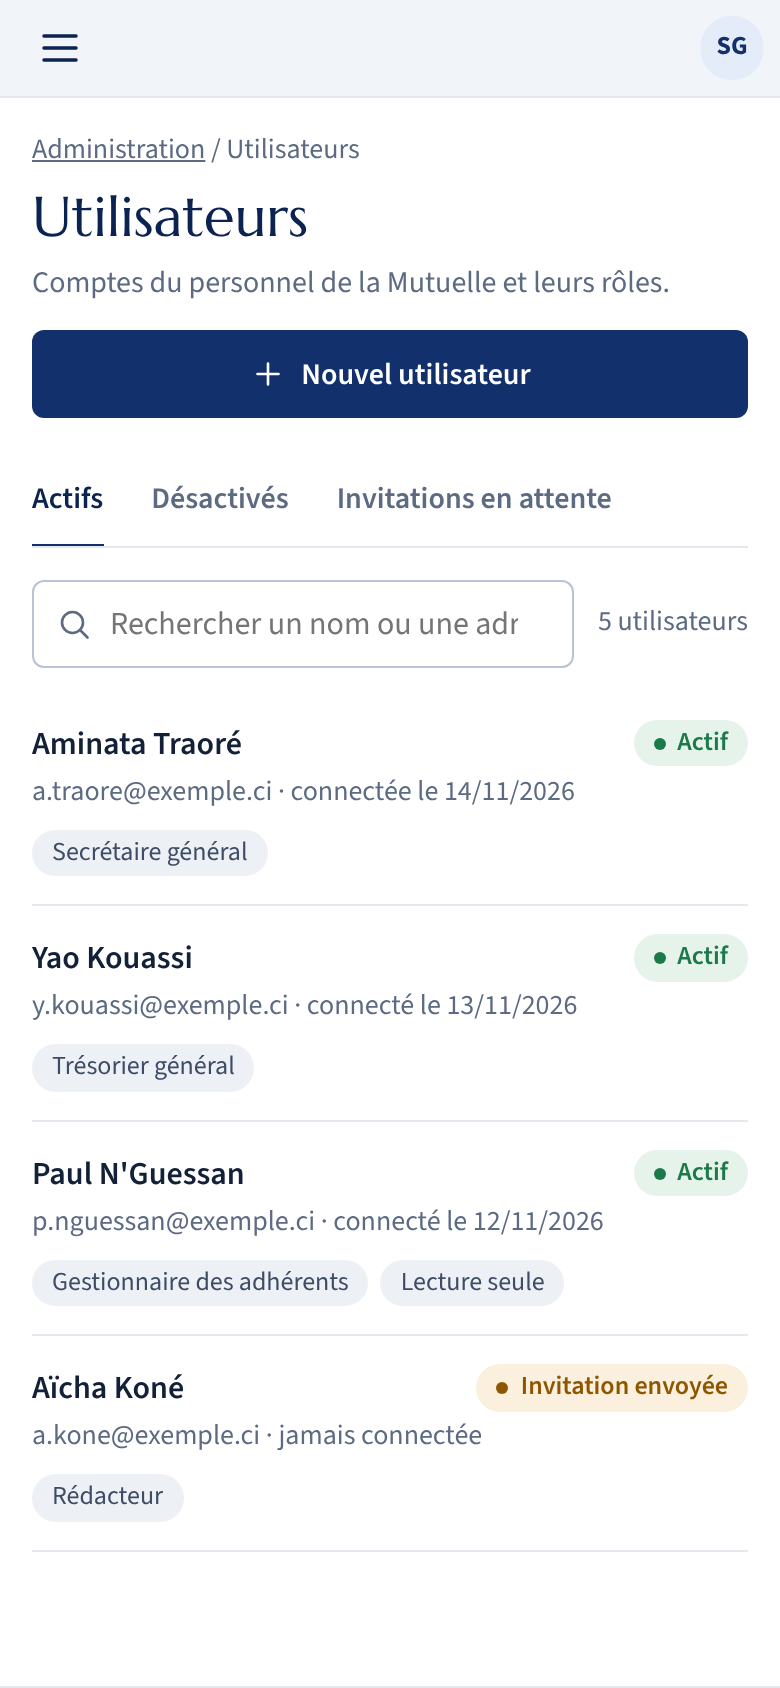 SG
Administration / Utilisateurs
Utilisateurs
Comptes du personnel de la Mutuelle et leurs rôles.
+ Nouvel utilisateur
Actifs Désactivés Invitations en attente
Rechercher un nom ou une adr 5 utilisateurs
Aminata Traoré Actif
a.traore@exemple.ci · connectée le 14/11/2026
Secrétaire général
Yao Kouassi Actif
y.kouassi@exemple.ci · connecté le 13/11/2026
Trésorier général
Paul N'Guessan Actif
p.nguessan@exemple.ci · connecté le 12/11/2026
Gestionnaire des adhérents Lecture seule
Aïcha Koné Invitation envoyée
a.kone@exemple.ci · jamais connectée
Rédacteur